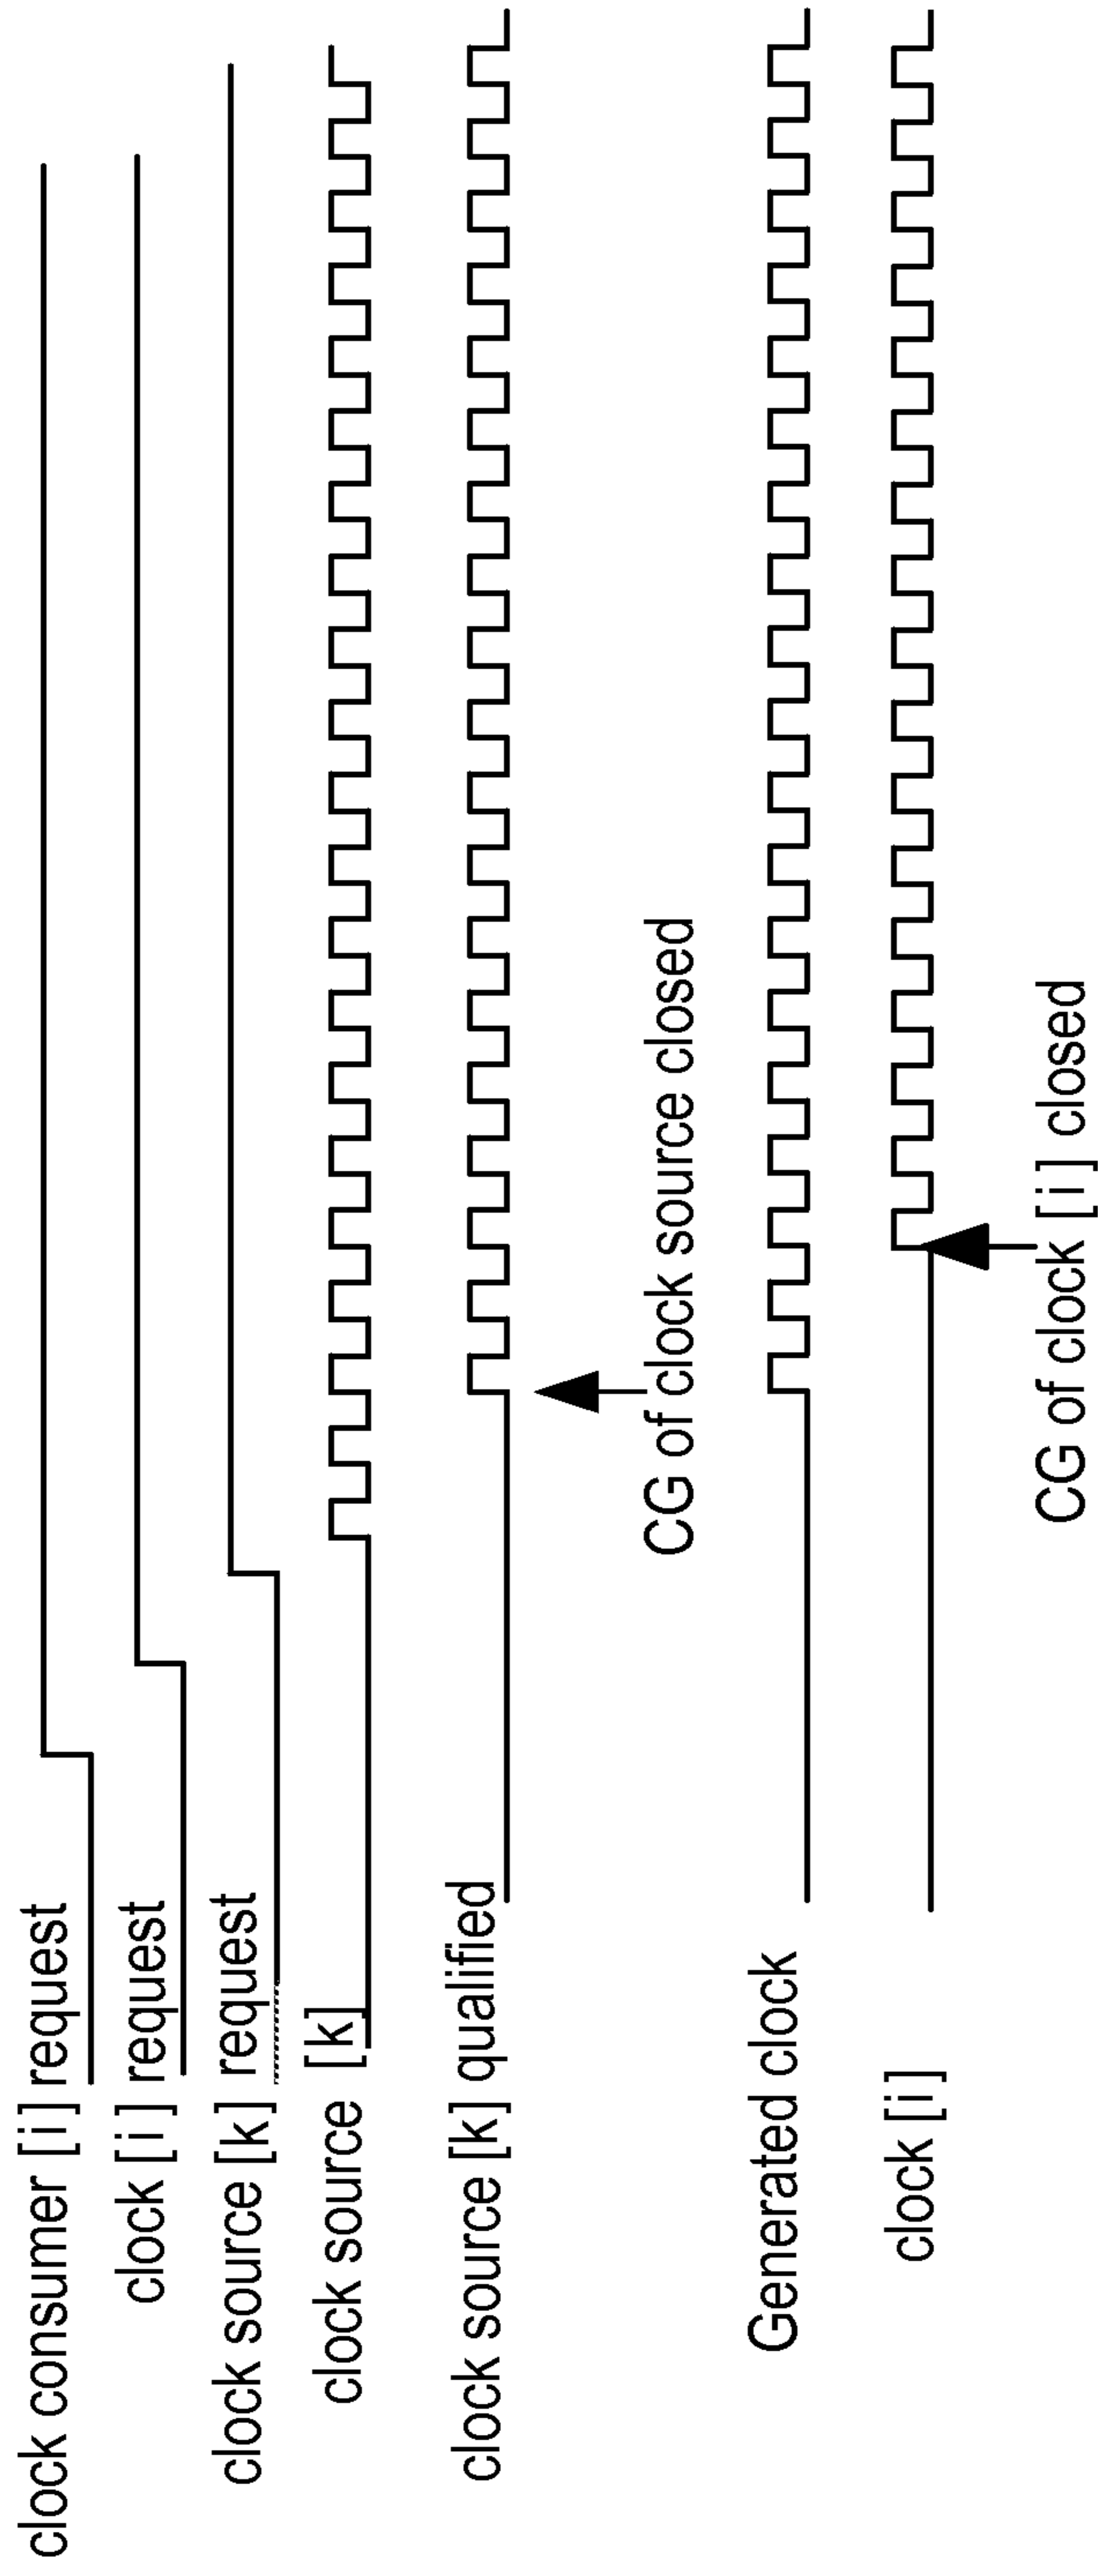 clock consumer [ i ] request
clock [ i ] request
clock source [k] request
clock source [k]
clock source [k] qualified
CG of clock source closed
Generated clock
clock [ i ]
CG of clock [ i ] closed